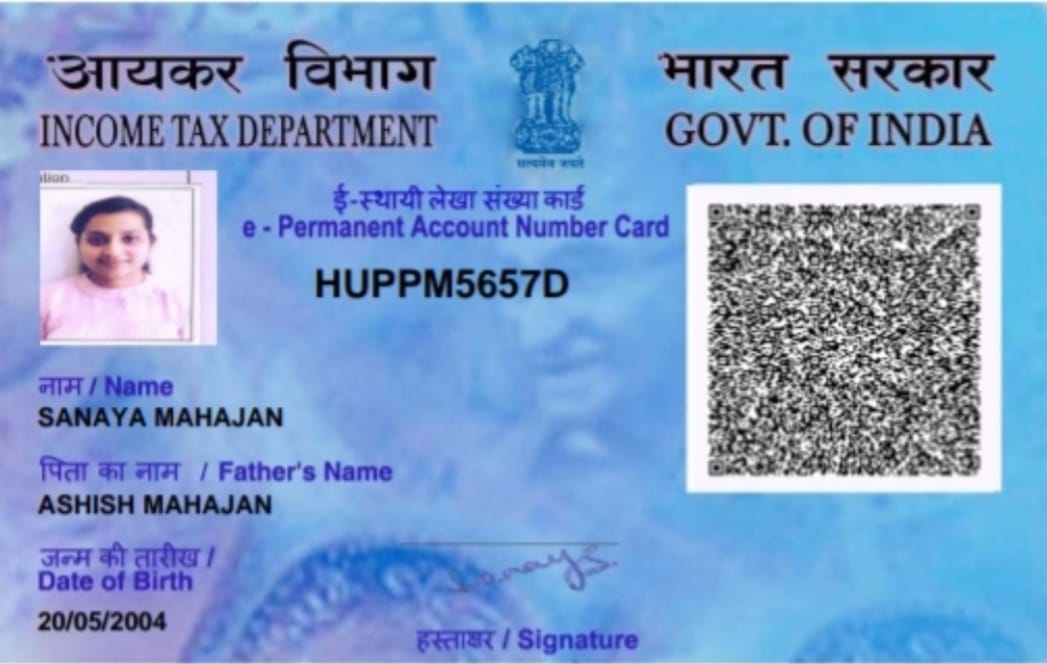 आयकर विभाग
INCOME TAX DEPARTMENT
सत्यमेव जयते
भारत सरकार
GOVT. OF INDIA
ई-स्थायी लेखा संख्या कार्ड
e - Permanent Account Number Card
HUPPM5657D
नाम / Name
SANAYA MAHAJAN
पिता का नाम / Father's Name
ASHISH MAHAJAN
जन्म की तारीख /
Date of Birth
20/05/2004
हस्ताक्षर / Signature